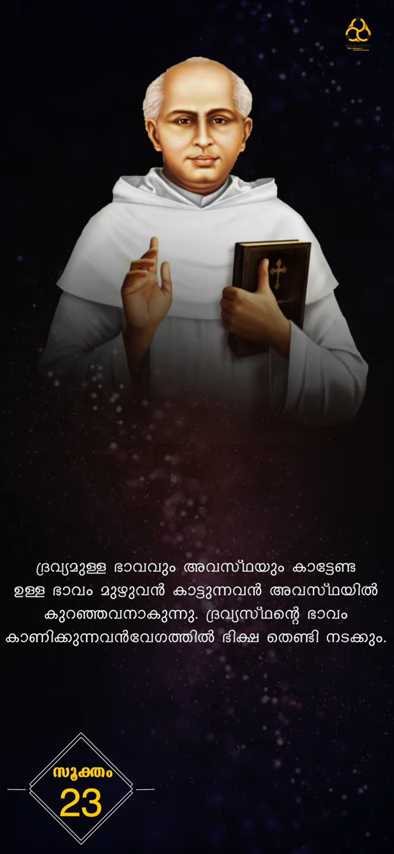 ദ്രവ്യമുള്ള ഭാവവും അവസ്ഥയും കാട്ടേണ്ട
ഉള്ള ഭാവം മുഴുവൻ കാട്ടുന്നവൻ അവസ്ഥയിൽ
കുറഞ്ഞവനാകുന്നു. ദ്രവ്യസ്ഥന്റെ ഭാവം
കാണിക്കുന്നവൻവേഗത്തിൽ ഭിക്ഷ തെണ്ടി നടക്കും.
സൂക്തം
23